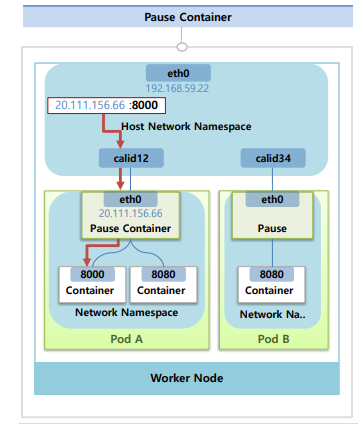 Pause Container
eth0
192.168.59.22
20.111.156.66 :8000
Host Network Namespace
calid12
calid34
eth0
20.111.156.66
Pause Container
eth0
Pause
8000
Container
8080
Container
8080
Container
Network Namespace
Network Na..
Pod A
Pod B
Worker Node